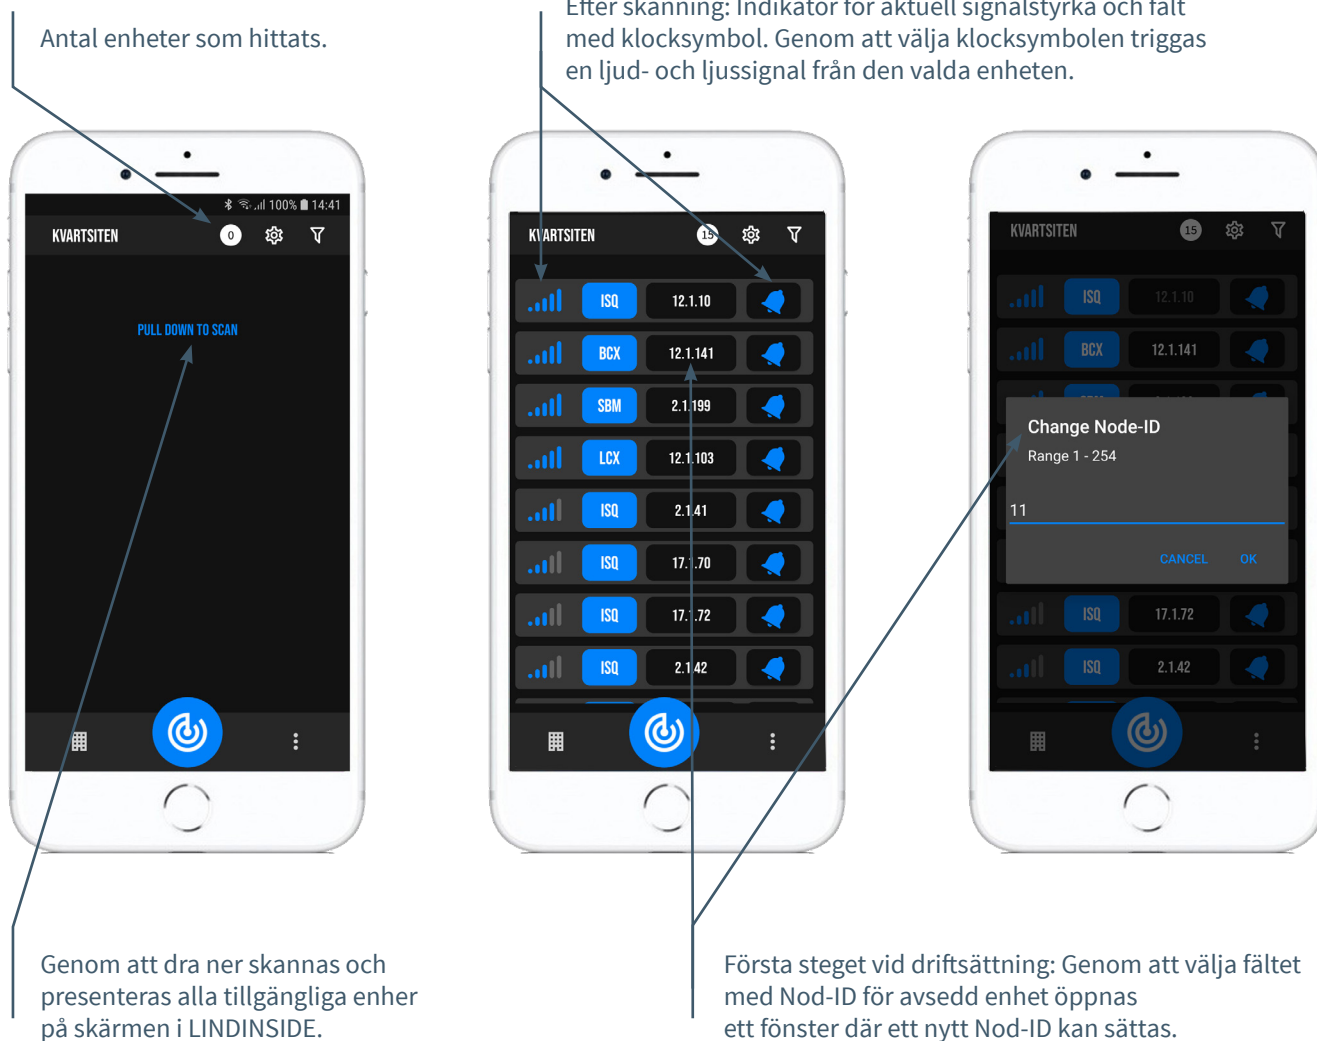 Antal enheter som hittats.
Efter skanning: Indikator för aktuell signalstyrka och fält
med klocksymbol. Genom att välja klocksymbolen triggas
en ljud- och ljussignal från den valda enheten.
100% 14:41
KVARTSITEN 0
PULL DOWN TO SCAN
KVARTSITEN 15
ISQ 12.1.10
BCX 12.1.141
SBM 2.1.199
LCX 12.1.103
ISQ 2.1.41
ISQ 17.1.70
ISQ 17.1.72
ISQ 2.1.42
KVARTSITEN 15
ISQ 12.1.10
BCX 12.1.141
Change Node-ID
Range 1 - 254
11
CANCEL OK
ISQ 17.1.72
ISQ 2.1.42
Genom att dra ner skannas och
presenteras alla tillgängliga enher
på skärmen i LINDINSIDE.
Första steget vid driftsättning: Genom att välja fältet
med Nod-ID för avsedd enhet öppnas
ett fönster där ett nytt Nod-ID kan sättas.